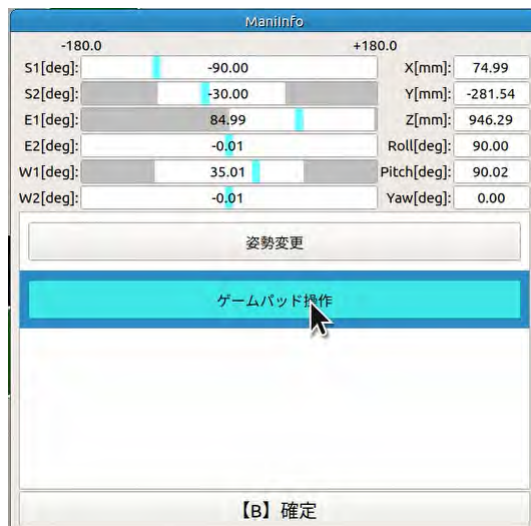 ManiInfo
-180.0 +180.0
S1[deg]: -90.00 X[mm]: 74.99
S2[deg]: -30.00 Y[mm]: -281.54
E1[deg]: 84.99 Z[mm]: 946.29
E2[deg]: -0.01 Roll[deg]: 90.00
W1[deg]: 35.01 Pitch[deg]: 90.02
W2[deg]: -0.01 Yaw[deg]: 0.00
姿勢変更
ゲームパッド操作
【B】確定